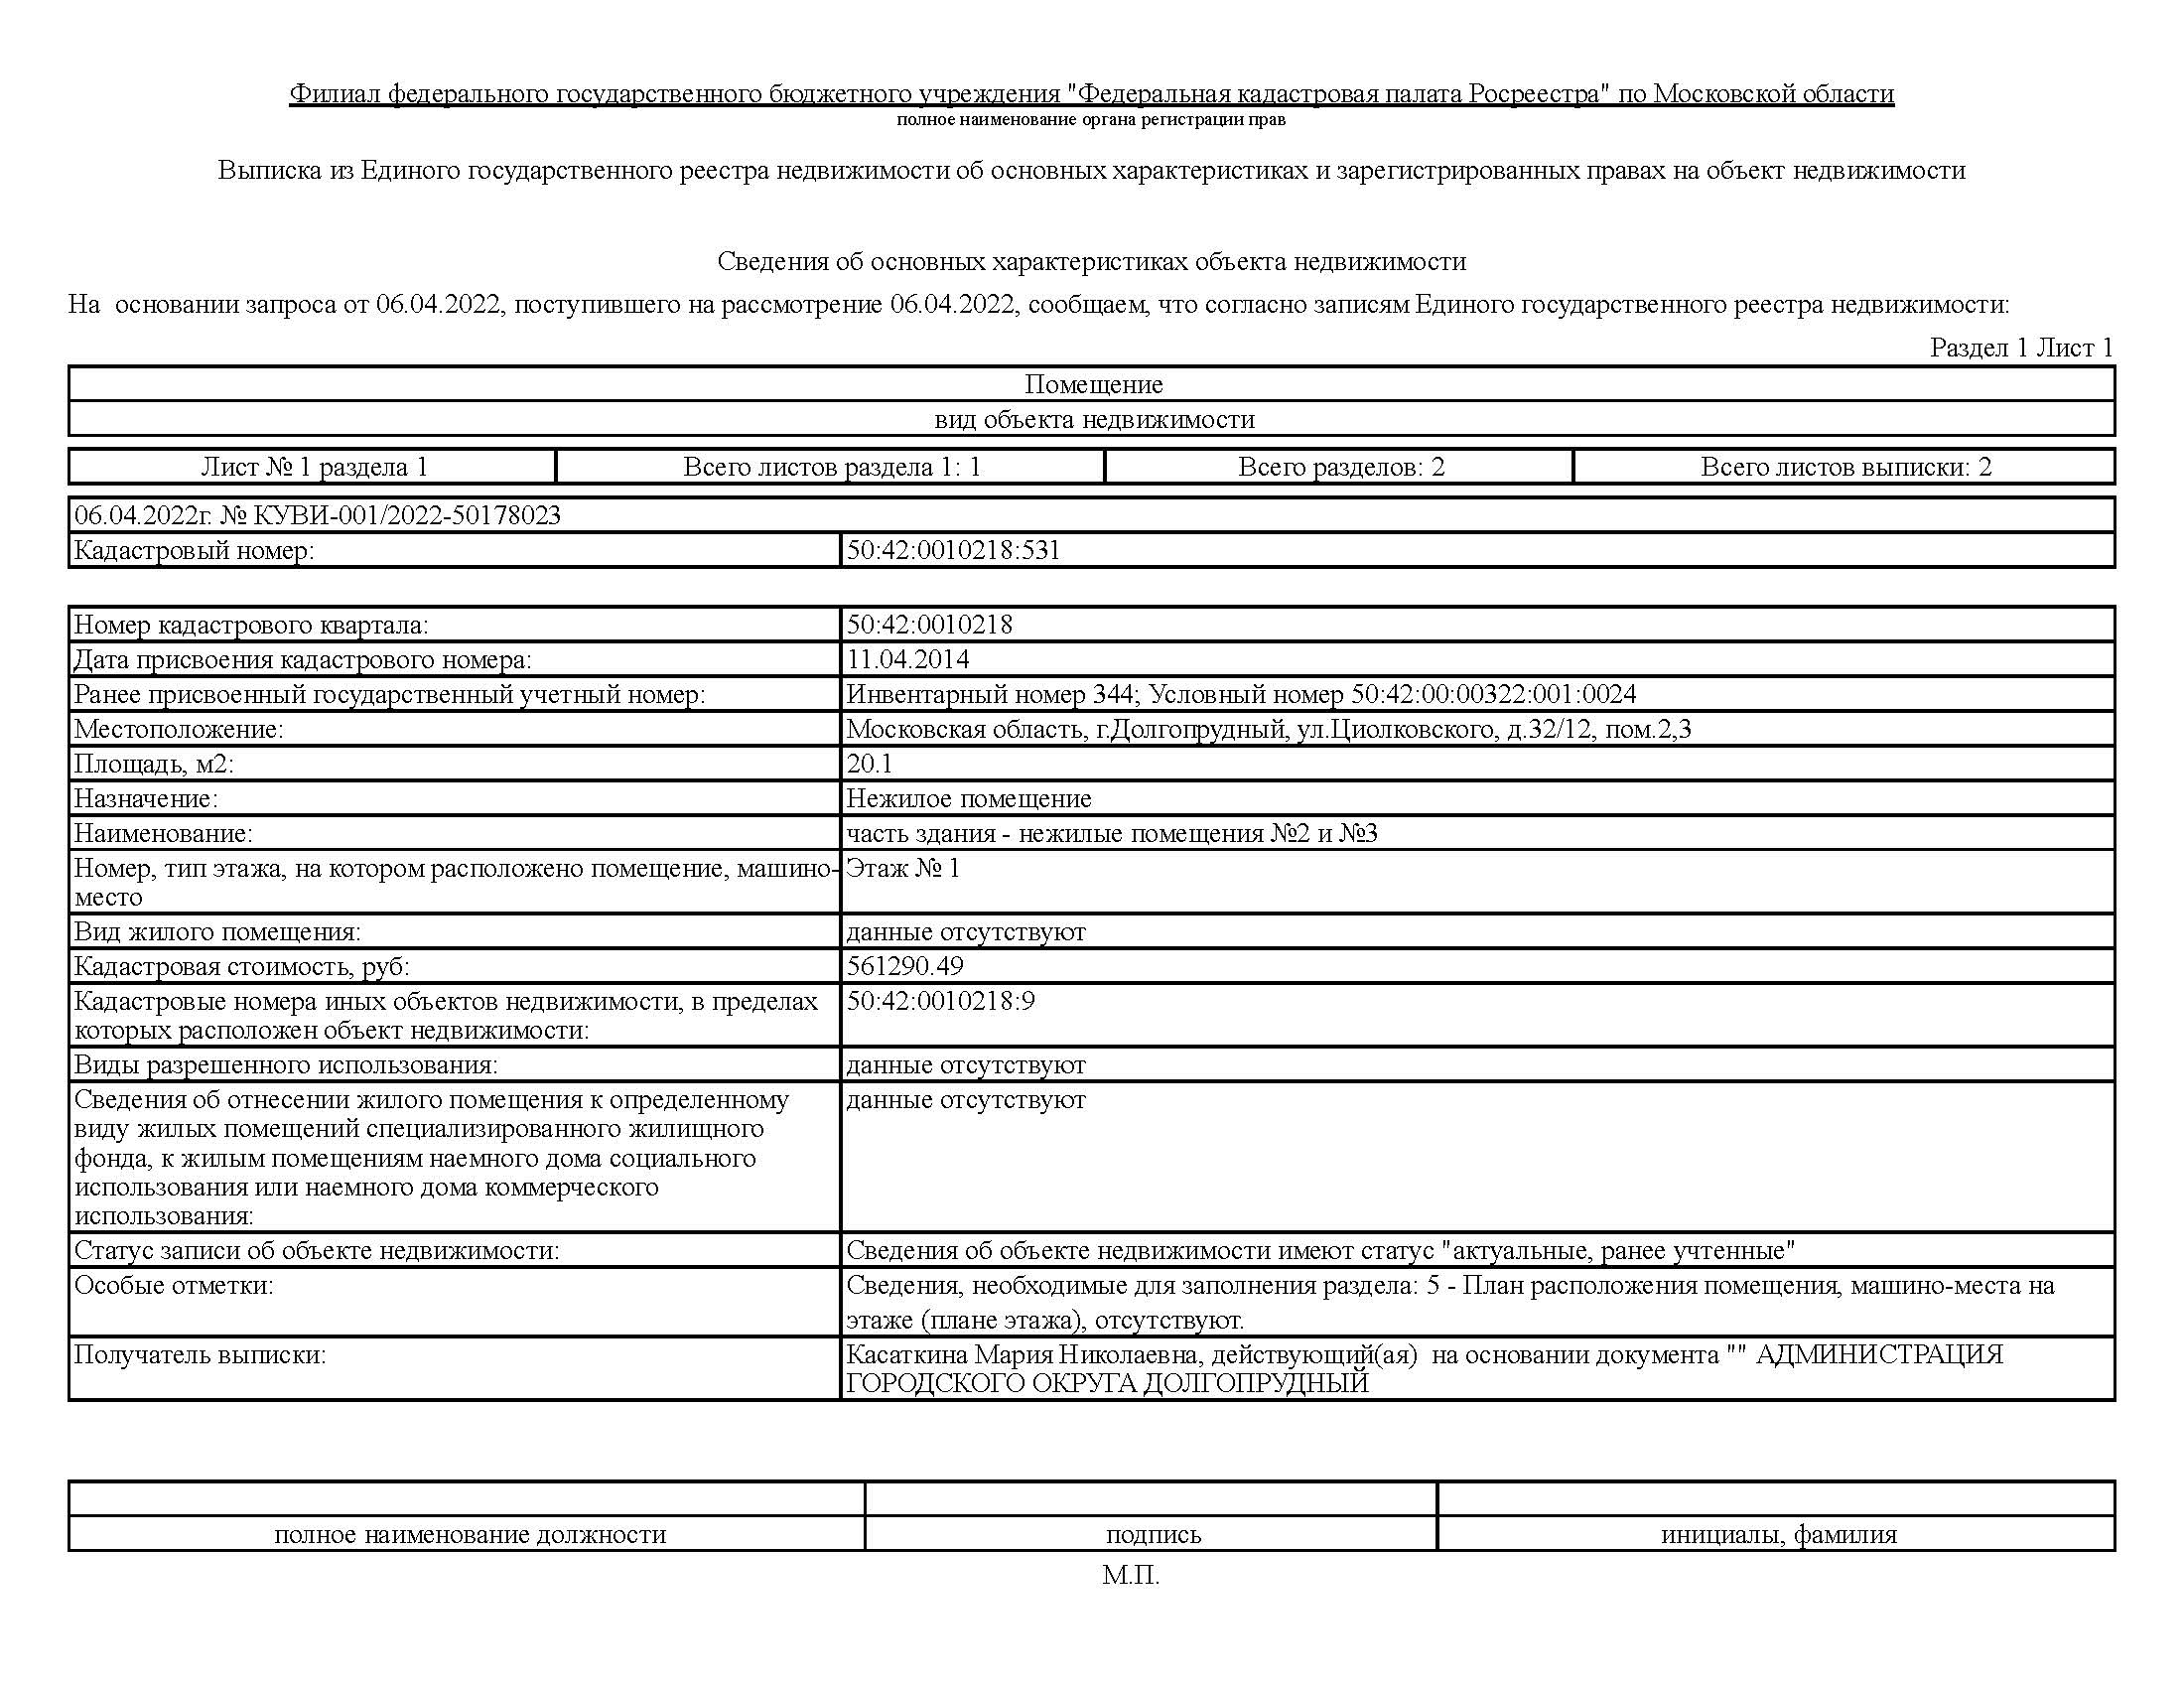 Филиал федерального государственного бюджетного учреждения "Федеральная кадастровая палата Росреестра" по Московской области
полное наименование органа регистрации прав
Выписка из Единого государственного реестра недвижимости об основных характеристиках и зарегистрированных правах на объект недвижимости
Сведения об основных характеристиках объекта недвижимости
На основании запроса от 06.04.2022, поступившего на рассмотрение 06.04.2022, сообщаем, что согласно записям Единого государственного реестра недвижимости:
Раздел 1 Лист 1
Помещение
вид объекта недвижимости
Лист № 1 раздела 1 Всего листов раздела 1: 1 Всего разделов: 2 Всего листов выписки: 2
06.04.2022г. № КУВИ-001/2022-50178023
Кадастровый номер: 50:42:0010218:531
Номер кадастрового квартала: 50:42:0010218
Дата присвоения кадастрового номера: 11.04.2014
Ранее присвоенный государственный учетный номер: Инвентарный номер 344; Условный номер 50:42:00:00322:001:0024
Местоположение: Московская область, г.Долгопрудный, ул.Циолковского, д.32/12, пом.2,3
Площадь, м2: 20.1
Назначение: Нежилое помещение
Наименование: часть здания - нежилые помещения №2 и №3
Номер, тип этажа, на котором расположено помещение, машино- Этаж № 1
место
Вид жилого помещения: данные отсутствуют
Кадастровая стоимость, руб: 561290.49
Кадастровые номера иных объектов недвижимости, в пределах 50:42:0010218:9
которых расположен объект недвижимости:
Виды разрешенного использования: данные отсутствуют
Сведения об отнесении жилого помещения к определенному данные отсутствуют
виду жилых помещений специализированного жилищного
фонда, к жилым помещениям наемного дома социального
использования или наемного дома коммерческого
использования:
Статус записи об объекте недвижимости: Сведения об объекте недвижимости имеют статус "актуальные, ранее учтенные"
Особые отметки: Сведения, необходимые для заполнения раздела: 5 - План расположения помещения, машино-места на
этаже (плане этажа), отсутствуют.
Получатель выписки: Касаткина Мария Николаевна, действующий(ая) на основании документа "" АДМИНИСТРАЦИЯ
ГОРОДСКОГО ОКРУГА ДОЛГОПРУДНЫЙ
полное наименование должности подпись инициалы, фамилия
М.П.